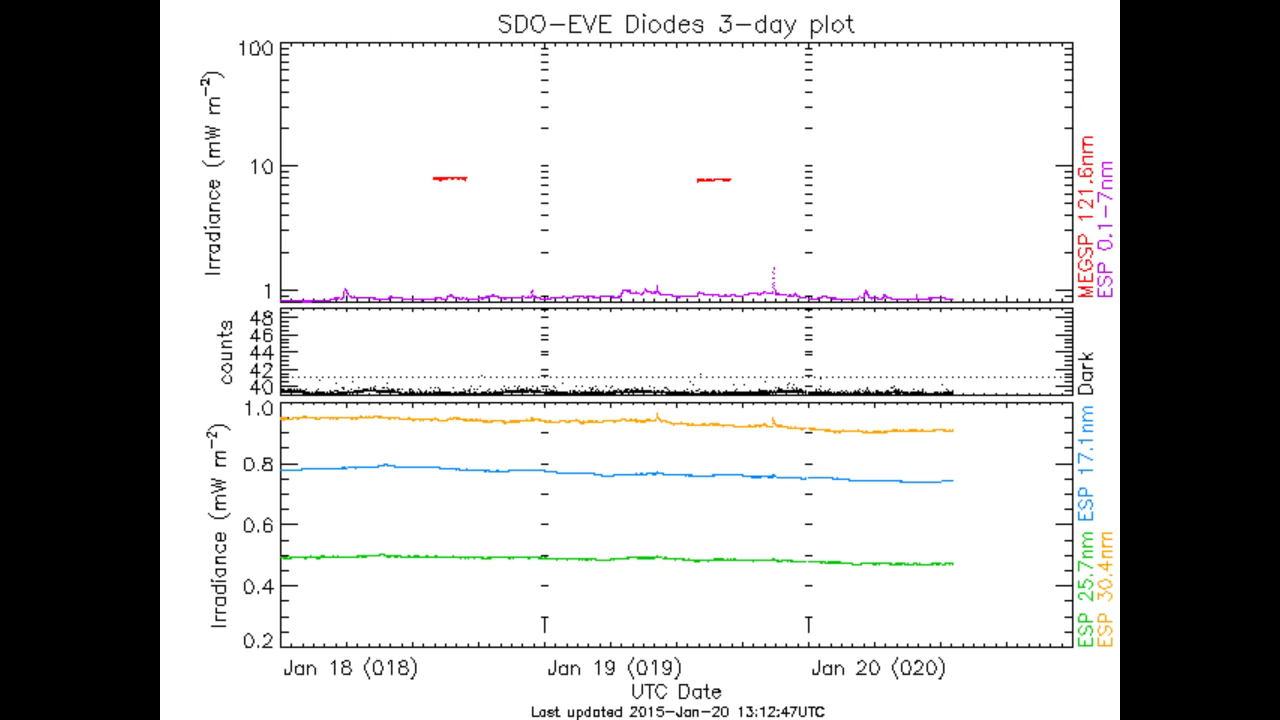 SDO-EVE Diodes 3-day plot
100
10
1
Irradiance (mW m⁻²)
MEGSP 121.6nm
ESP 0.1-7nm
48
46
44
42
40
counts
Dark
1.0
0.8
0.6
0.4
0.2
Irradiance (mW m⁻²)
ESP 25.7nm
ESP 17.1nm
ESP 30.4nm
Jan 18 (018)
Jan 19 (019)
Jan 20 (020)
UTC Date
Last updated 2015-Jan-20 13:12:47UTC